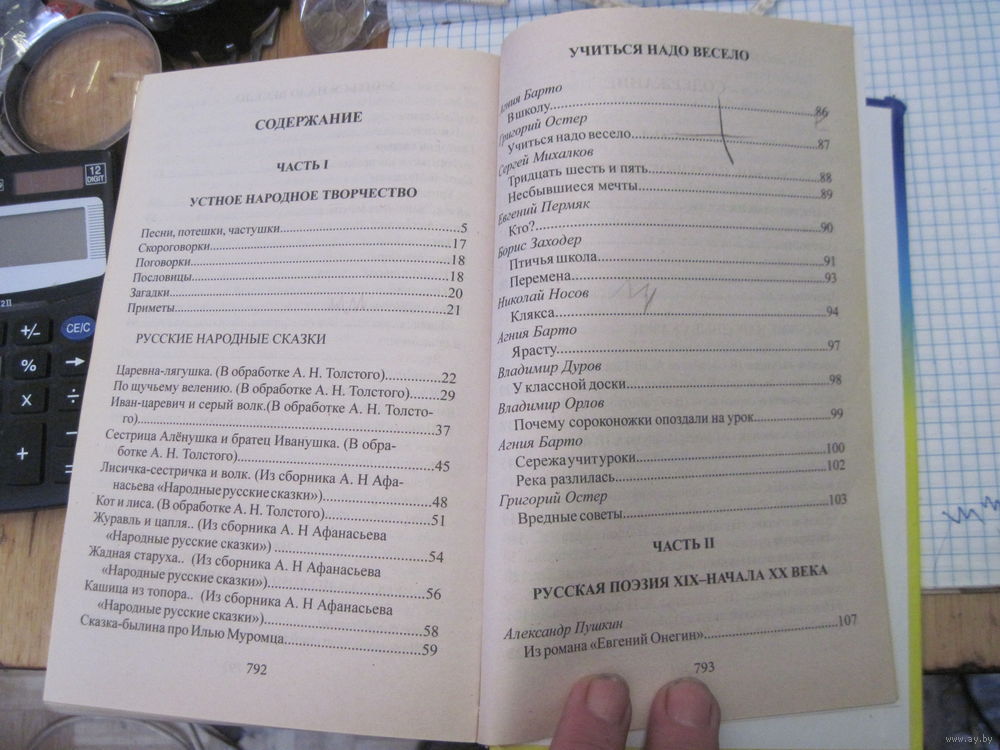 СОДЕРЖАНИЕ
ЧАСТЬ I
УСТНОЕ НАРОДНОЕ ТВОРЧЕСТВО
Песни, потешки, частушки....................5
Скороговорки....................17
Поговорки....................18
Пословицы....................18
Загадки....................20
Приметы....................21
РУССКИЕ НАРОДНЫЕ СКАЗКИ
Царевна-лягушка. (В обработке А. Н. Толстого)..........22
По щучьему велению. (В обработке А. Н. Толстого)..........29
Иван-царевич и серый волк.(В обработке А. Н. Толсто-
го)....................37
Сестрица Алёнушка и братец Иванушка. (В обра-
ботке А. Н. Толстого)....................45
Лисичка-сестричка и волк. (Из сборника А. Н Афа-
насьева «Народные русские сказки»)..........48
Кот и лиса. (В обработке А. Н. Толстого)..........51
Журавль и цапля.. (Из сборника А. Н Афанасьева
«Народные русские сказки») ..........54
Жадная старуха.. (Из сборника А. Н Афанасьева
«Народные русские сказки»)..........56
Кашица из топора.. (Из сборника А. Н Афанасьева
«Народные русские сказки»)..........58
Сказка-былина про Илью Муромца..........59
792
УЧИТЬСЯ НАДО ВЕСЕЛО
Агния Барто
В школу....................86
Григорий Остер
Учиться надо весело....................87
Сергей Михалков
Тридцать шесть и пять....................88
Несбывшиеся мечты....................89
Евгений Пермяк
Кто?....................90
Борис Заходер
Птичья школа....................91
Перемена....................93
Николай Носов
Клякса....................94
Агния Барто
Я расту....................97
Владимир Дуров
У классной доски....................98
Владимир Орлов
Почему сороконожки опоздали на урок..........99
Агния Барто
Сережа учит уроки....................100
Река разлилась....................102
Григорий Остер
Вредные советы....................103
ЧАСТЬ II
РУССКАЯ ПОЭЗИЯ XIX–НАЧАЛА XX ВЕКА
Александр Пушкин
Из романа «Евгений Онегин»....................107
793
12
DIGIT
+/-
CE/C
%
÷
X
+
www.ay.by